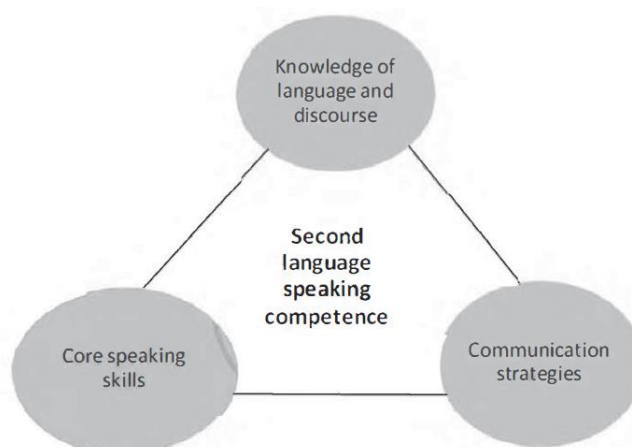 Knowledge of
language and
discourse
Second
language
speaking
competence
Core speaking
skills
Communication
strategies